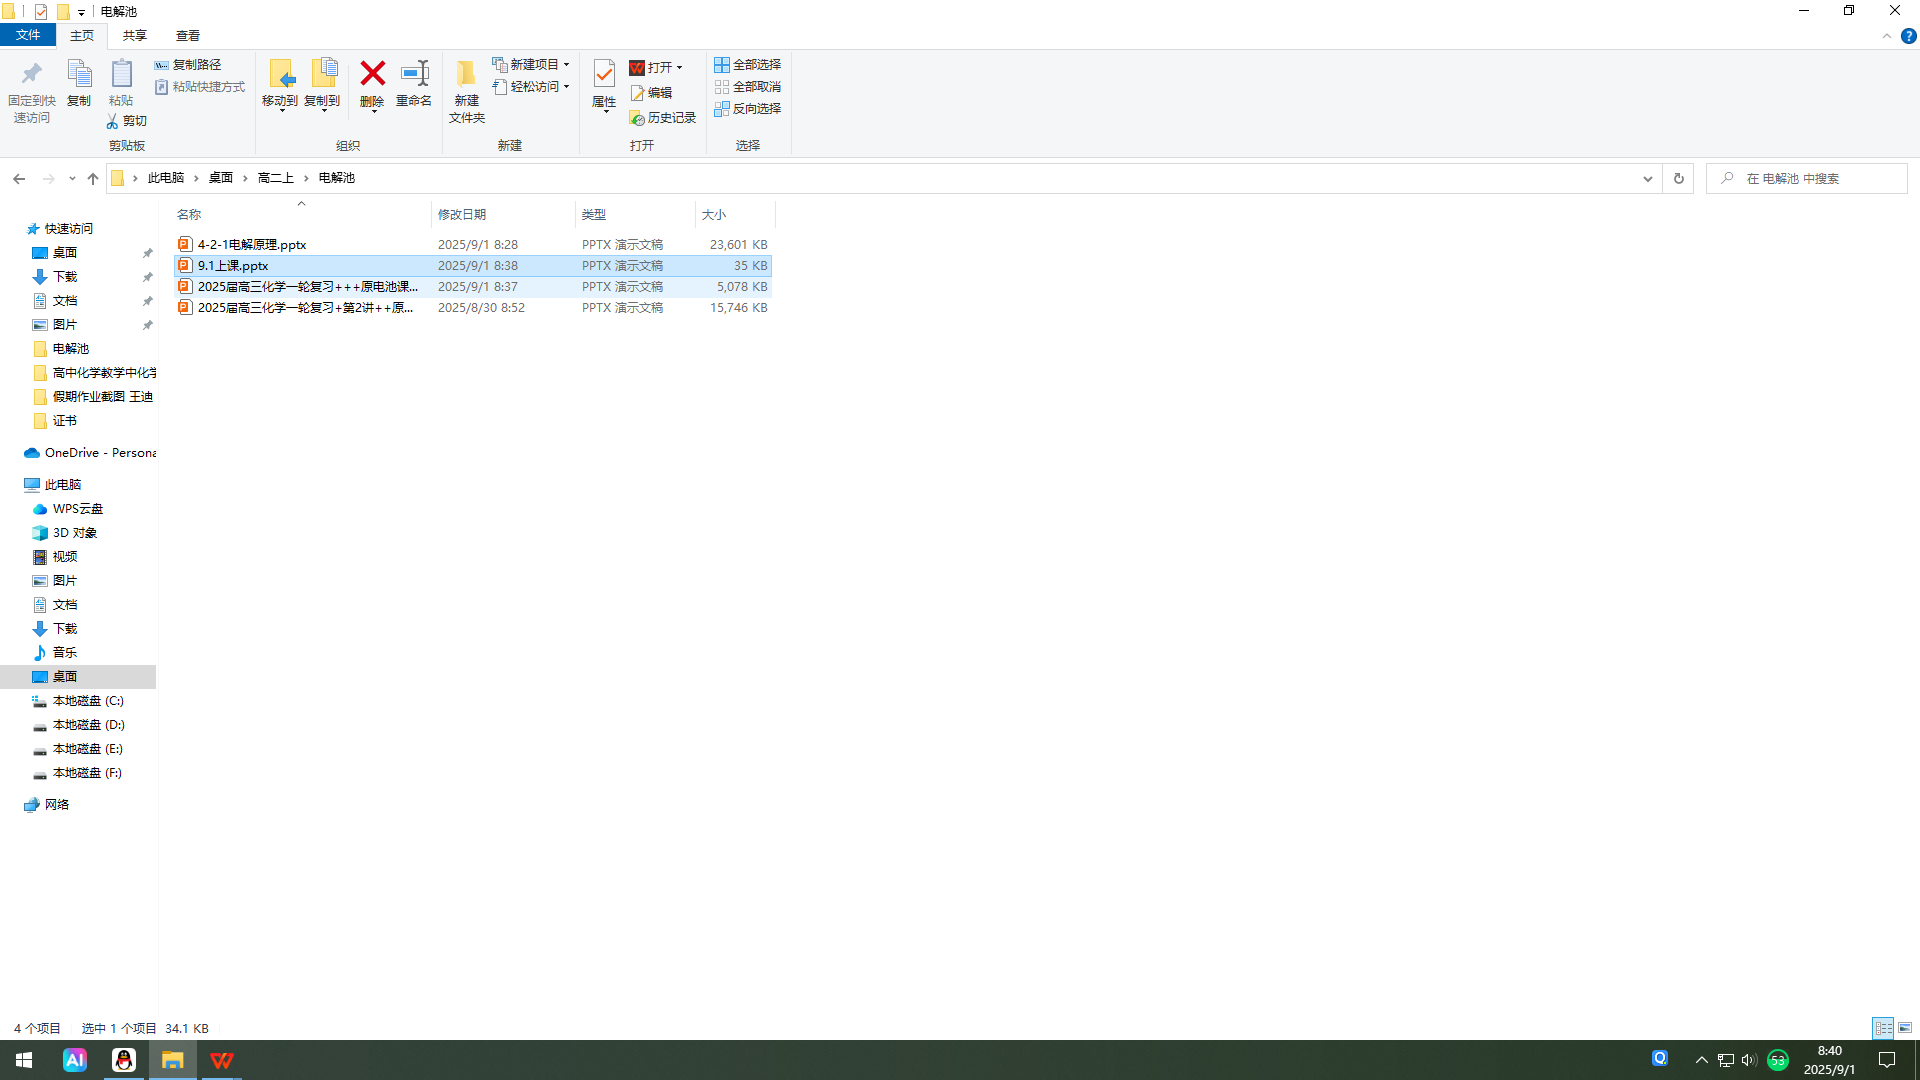 电解池
文件 主页 共享 查看
固定到快速访问 复制 粘贴 复制路径 粘贴快捷方式 剪切
移动到 复制到 删除 重命名
新建文件夹 新建项目 轻松访问
属性 打开 编辑 历史记录
全部选择 全部取消 反向选择
剪贴板 组织 新建 打开 选择
此电脑 桌面 高二上 电解池
在 电解池 中搜索
名称 修改日期 类型 大小
4-2-1电解原理.pptx 2025/9/1 8:28 PPTX 演示文稿 23,601 KB
9.1上课.pptx 2025/9/1 8:38 PPTX 演示文稿 35 KB
2025届高三化学一轮复习+++原电池课... 2025/9/1 8:37 PPTX 演示文稿 5,078 KB
2025届高三化学一轮复习+第2讲++原... 2025/8/30 8:52 PPTX 演示文稿 15,746 KB
快速访问
桌面
下载
文档
图片
电解池
高中化学教学中化学
假期作业截图 王迪
证书
OneDrive - Persona
此电脑
WPS云盘
3D 对象
视频
图片
文档
下载
音乐
桌面
本地磁盘 (C:)
本地磁盘 (D:)
本地磁盘 (E:)
本地磁盘 (F:)
网络
4 个项目 选中 1 个项目 34.1 KB
AI
53
8:40
2025/9/1